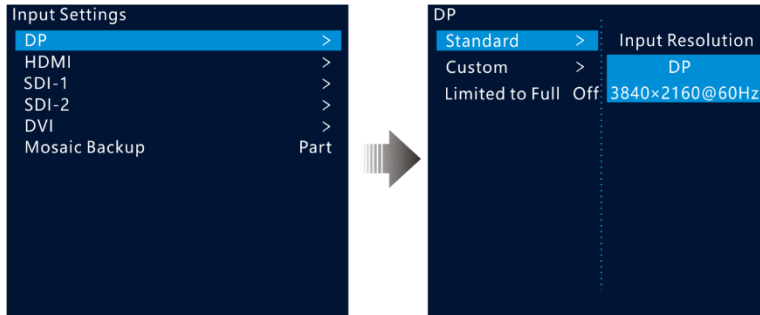 Input Settings
DP >
HDMI >
SDI-1 >
SDI-2 >
DVI >
Mosaic Backup Part
DP
Standard > Input Resolution
Custom > DP
Limited to Full Off 3840×2160@60Hz